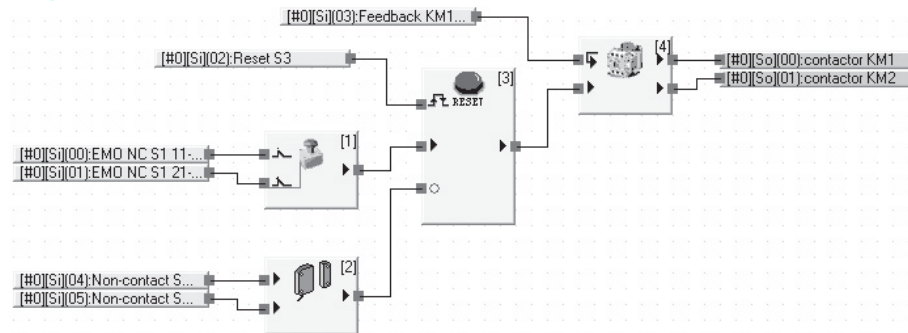 [#0][Si](03):Feedback KM1...
[4]
[#0][Si](02):Reset S3
[#0][So](00):contactor KM1
[#0][So](01):contactor KM2
[3]
RESET
[1]
[#0][Si](00):EMO NC S1 11-...
[#0][Si](01):EMO NC S1 21-...
[2]
[#0][Si](04):Non-contact S...
[#0][Si](05):Non-contact S...